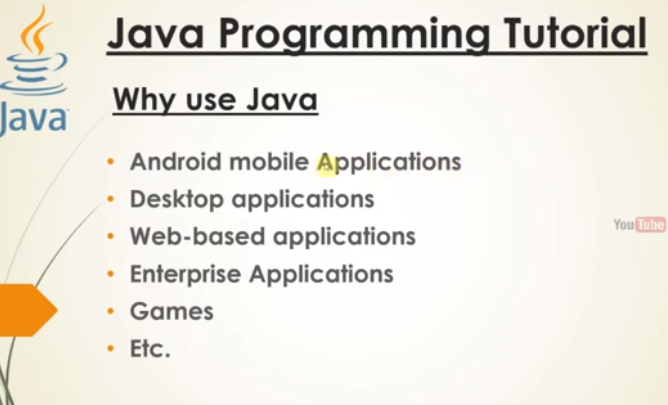 Java Programming Tutorial
Java
Why use Java
Android mobile Applications
Desktop applications
Web-based applications
YouTube
Enterprise Applications
Games
Etc.